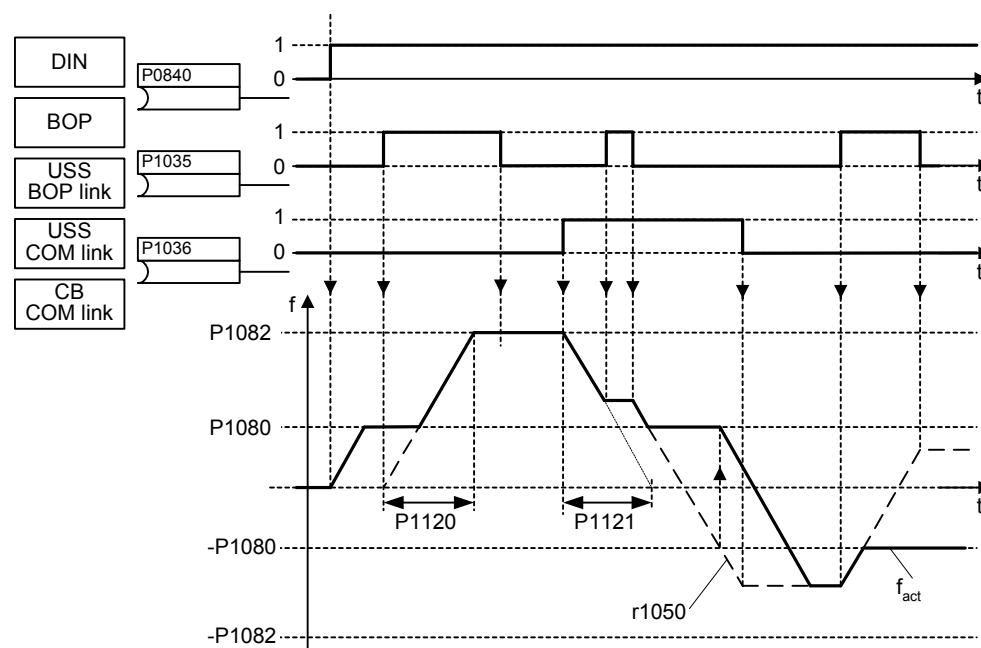 DIN
BOP
USS
BOP link
USS
COM link
CB
COM link
P0840
P1035
P1036
1
0
t
1
0
t
1
0
t
f
P1082
P1080
t
P1120
P1121
-P1080
r1050
fact
-P1082